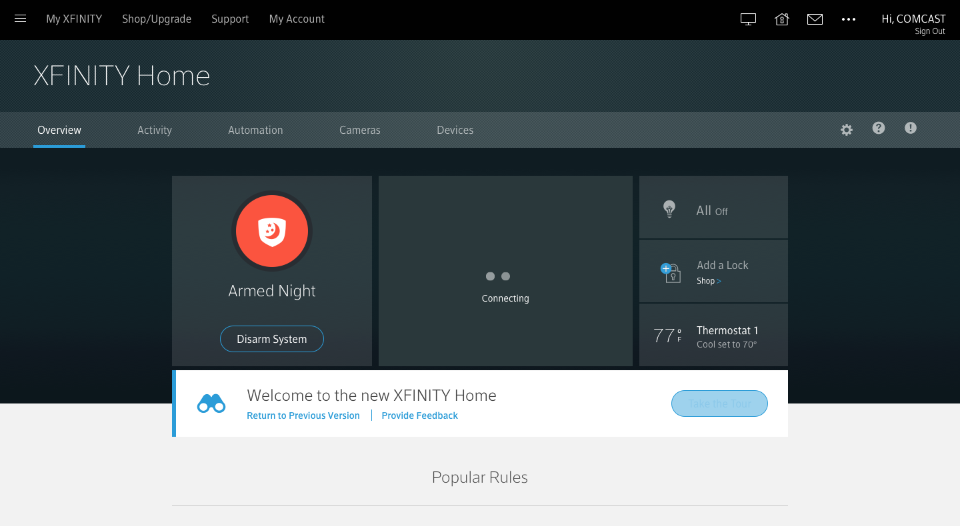 My XFINITY Shop/Upgrade Support My Account Hi, COMCAST
Sign Out
XFINITY Home
Overview Activity Automation Cameras Devices
All Off
Add a Lock
Shop >
Armed Night
Connecting
Disarm System
77°F Thermostat 1
Cool set to 70°
Welcome to the new XFINITY Home
Return to Previous Version | Provide Feedback
Take the Tour
Popular Rules